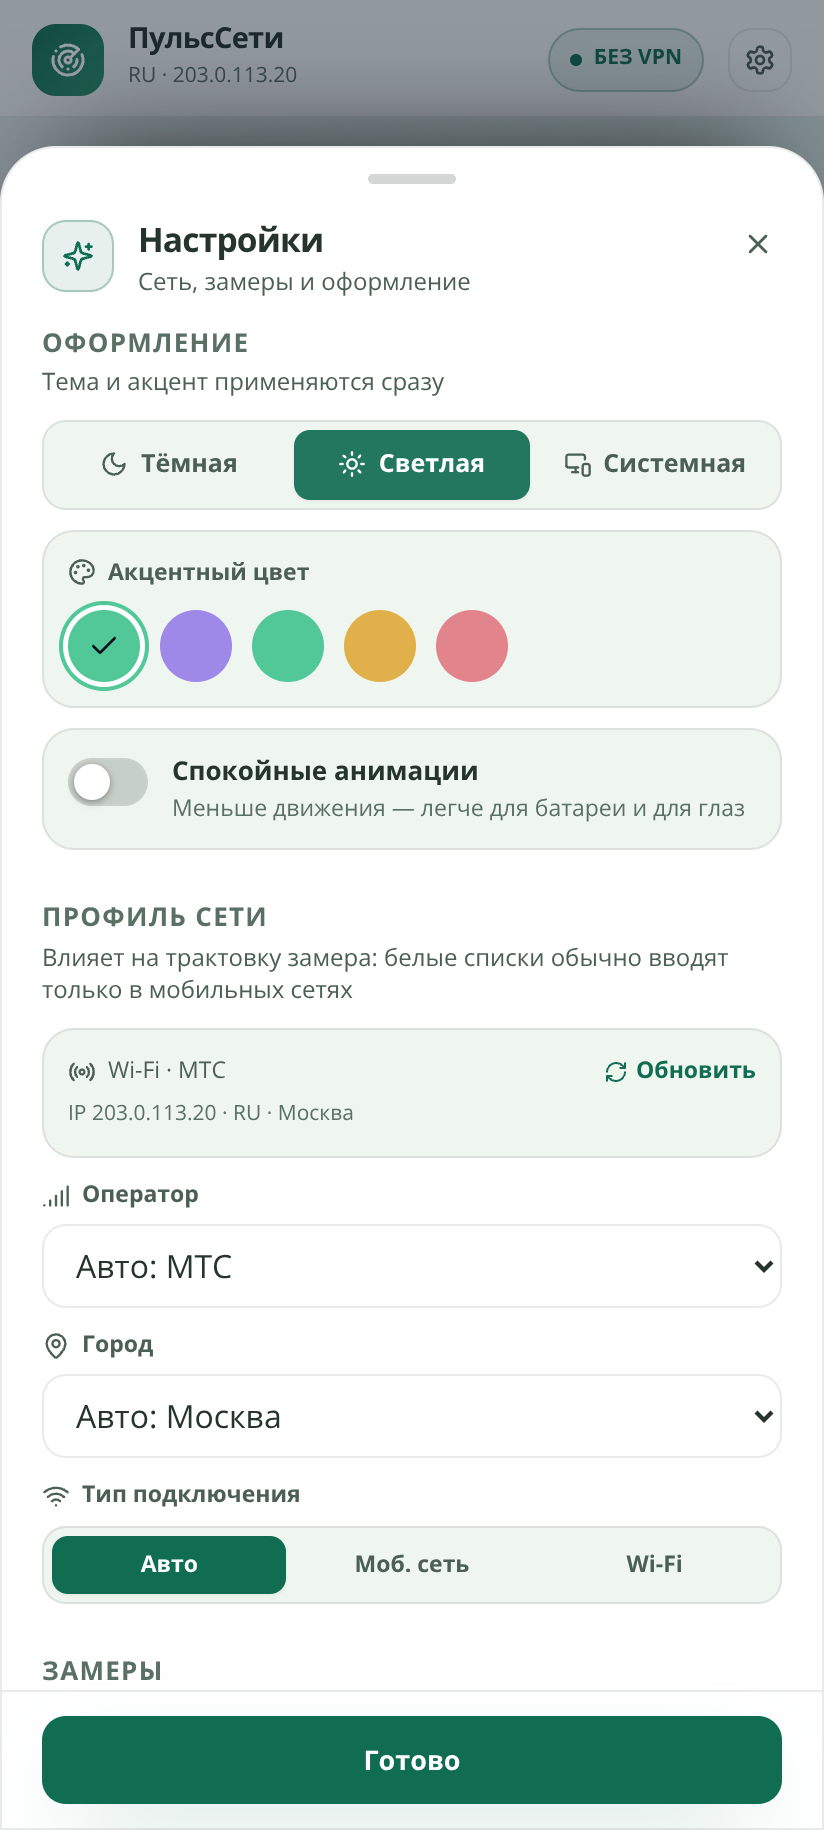 ПульсСети
RU · 203.0.113.20
БЕЗ VPN
Настройки
Сеть, замеры и оформление
ОФОРМЛЕНИЕ
Тема и акцент применяются сразу
Тёмная
Светлая
Системная
Акцентный цвет
Спокойные анимации
Меньше движения — легче для батареи и для глаз
ПРОФИЛЬ СЕТИ
Влияет на трактовку замера: белые списки обычно вводят
только в мобильных сетях
Wi-Fi · МТС
Обновить
IP 203.0.113.20 · RU · Москва
Оператор
Авто: МТС
Город
Авто: Москва
Тип подключения
Авто
Моб. сеть
Wi-Fi
ЗАМЕРЫ
Готово